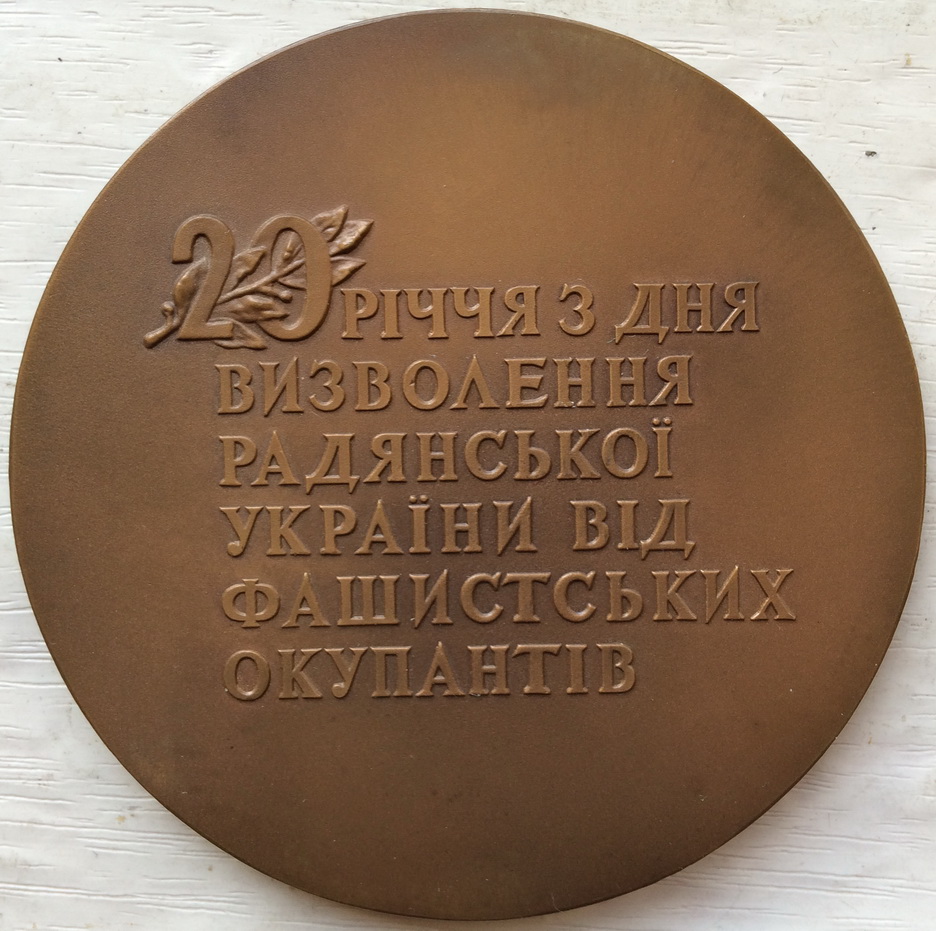 20 РІЧЧЯ З ДНЯ
ВИЗВОЛЕННЯ
РАДЯНСЬКОЇ
УКРАЇНИ ВІД
ФАШИСТСЬКИХ
ОКУПАНТІВ